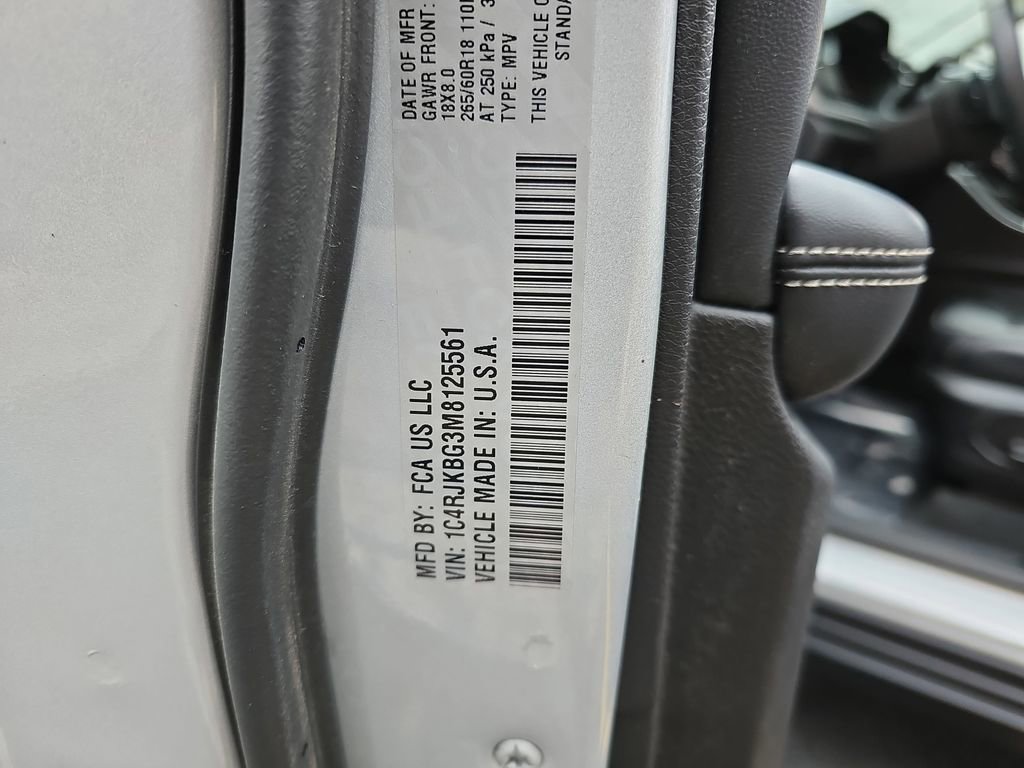 MFD BY: FCA US LLC
VIN: 1C4RJKBG3M8125561
VEHICLE MADE IN: U.S.A.
DATE OF MFR
GAWR FRONT:
18X8.0
265/60R18 110
AT 250 kPa / 3
TYPE: MPV
THIS VEHICLE
STANDA